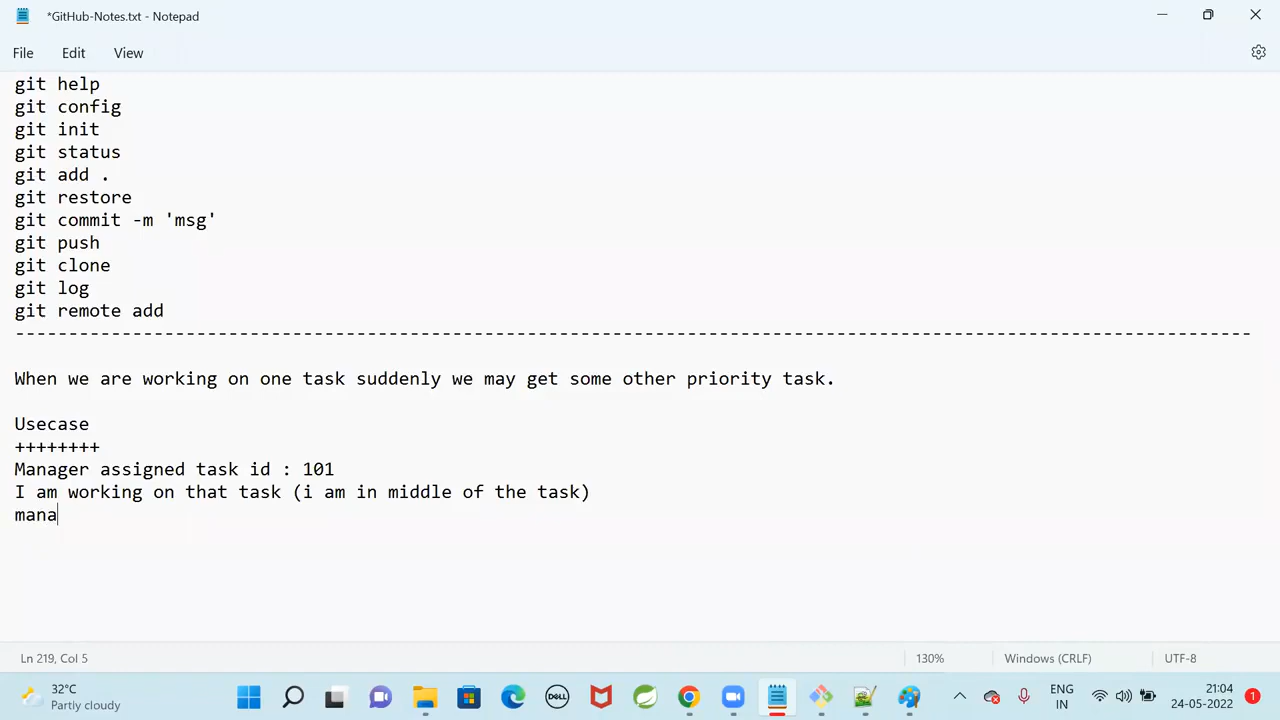 *GitHub-Notes.txt - Notepad
File Edit View
git help
git config
git init
git status
git add .
git restore
git commit -m 'msg'
git push
git clone
git log
git remote add
--------------------------------------------------------------------------------------------------------------------
When we are working on one task suddenly we may get some other priority task.
Usecase
++++++++
Manager assigned task id : 101
I am working on that task (i am in middle of the task)
mana
Ln 219, Col 5 130% Windows (CRLF) UTF-8
32°C
Partly cloudy
DELL
ENG
IN
21:04
24-05-2022
1